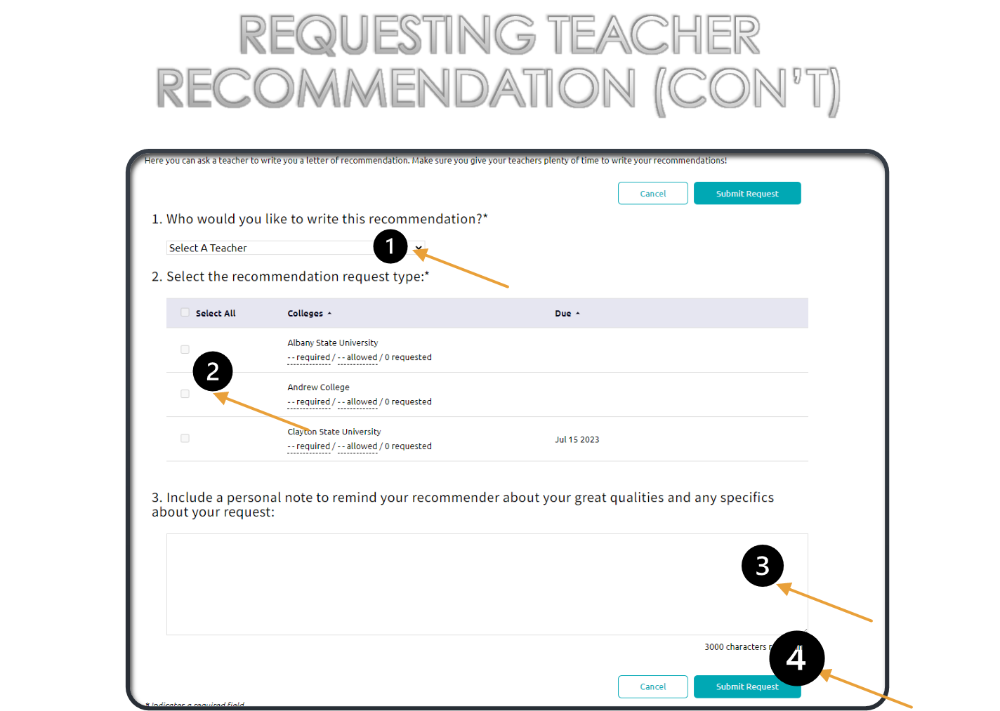 REQUESTING TEACHER
RECOMMENDATION (CON'T)
Here you can ask a teacher to write you a letter of recommendation. Make sure you give your teachers plenty of time to write your recommendations!
Cancel Submit Request
1. Who would you like to write this recommendation?*
Select A Teacher 1
2. Select the recommendation request type:*
Select All Colleges Due
Albany State University
-- required / -- allowed / 0 requested
2
Andrew College
-- required / -- allowed / 0 requested
Clayton State University
-- required / -- allowed / 0 requested
Jul 15 2023
3. Include a personal note to remind your recommender about your great qualities and any specifics
about your request:
3
3000 characters
4
Cancel Submit Request
* Indicates a required field